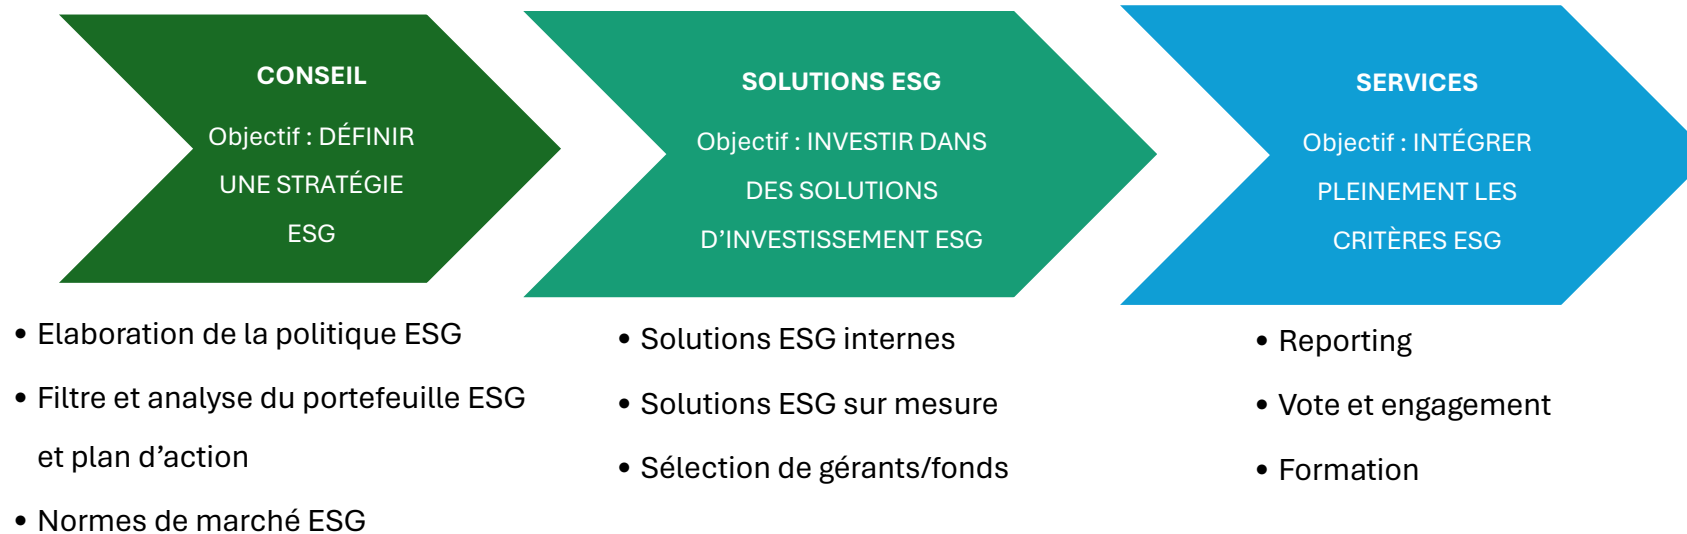 CONSEIL
Objectif : DÉFINIR
UNE STRATÉGIE
ESG
• Elaboration de la politique ESG
• Filtre et analyse du portefeuille ESG
et plan d’action
• Normes de marché ESG
SOLUTIONS ESG
Objectif : INVESTIR DANS
DES SOLUTIONS
D’INVESTISSEMENT ESG
• Solutions ESG internes
• Solutions ESG sur mesure
• Sélection de gérants/fonds
SERVICES
Objectif : INTÉGRER
PLEINEMENT LES
CRITÈRES ESG
• Reporting
• Vote et engagement
• Formation